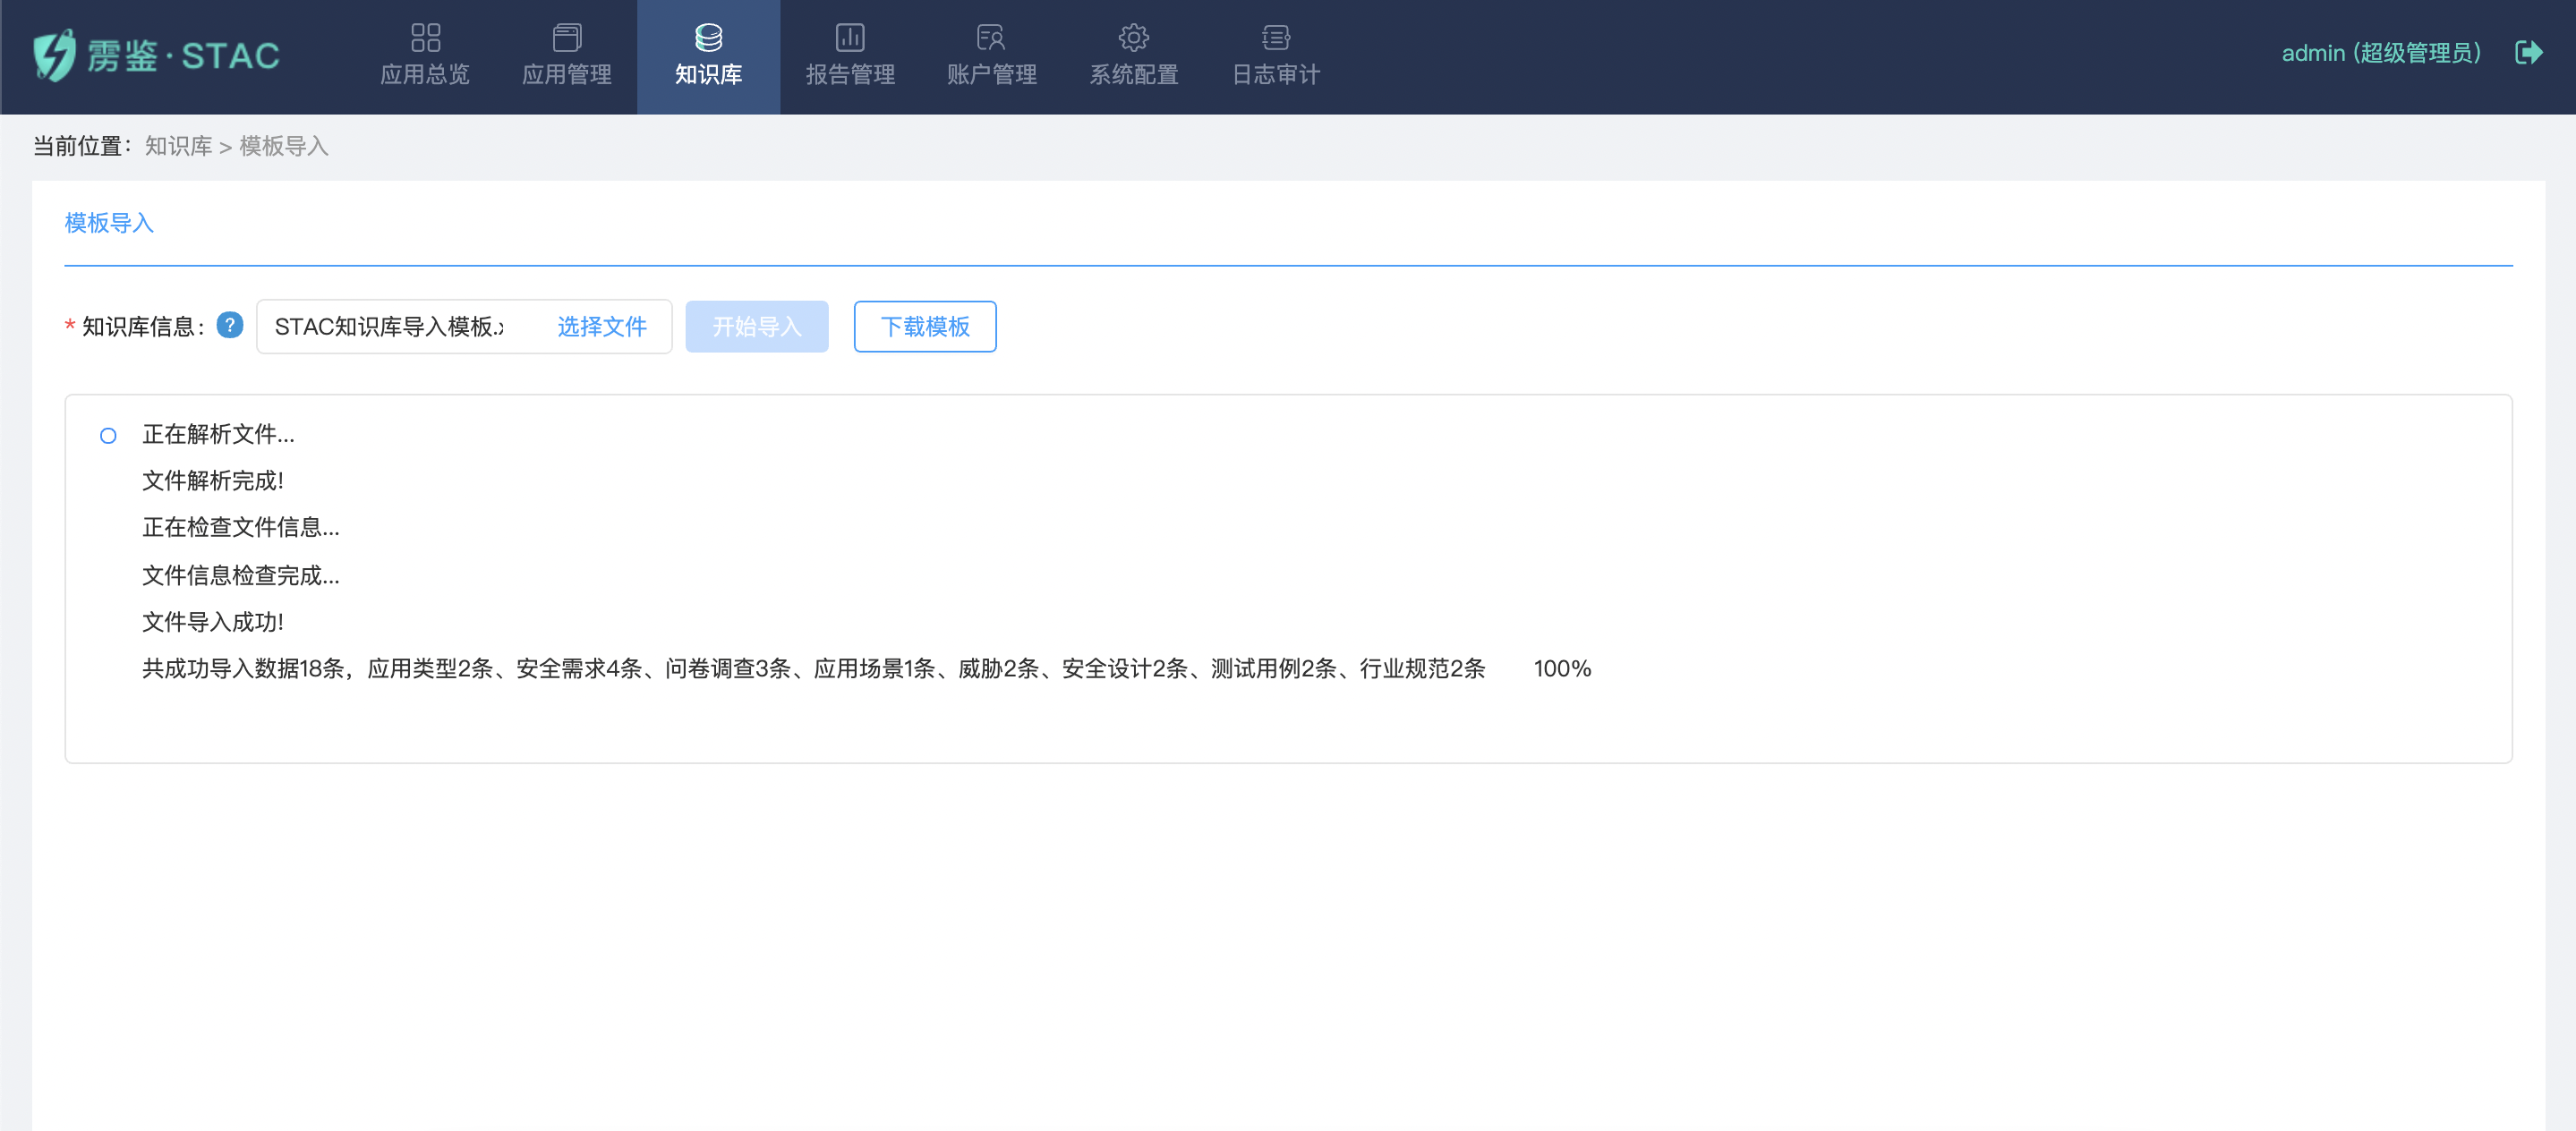 雳鉴·STAC
应用总览
应用管理
知识库
报告管理
账户管理
系统配置
日志审计
admin (超级管理员)
当前位置： 知识库 > 模板导入
模板导入
* 知识库信息： ? STAC知识库导入模板. 选择文件 开始导入 下载模板
正在解析文件...
文件解析完成!
正在检查文件信息...
文件信息检查完成...
文件导入成功!
共成功导入数据18条，应用类型2条、安全需求4条、问卷调查3条、应用场景1条、威胁2条、安全设计2条、测试用例2条、行业规范2条 100%